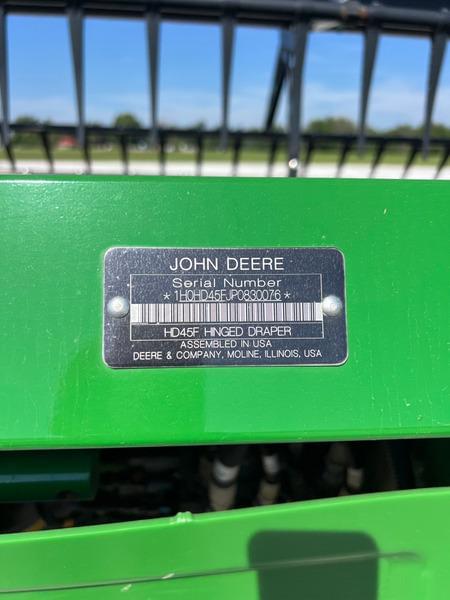 JOHN DEERE
Serial Number
*1H0HD45FJP0830076*
HD45F HINGED DRAPER
ASSEMBLED IN USA
DEERE & COMPANY, MOLINE, ILLINOIS, USA